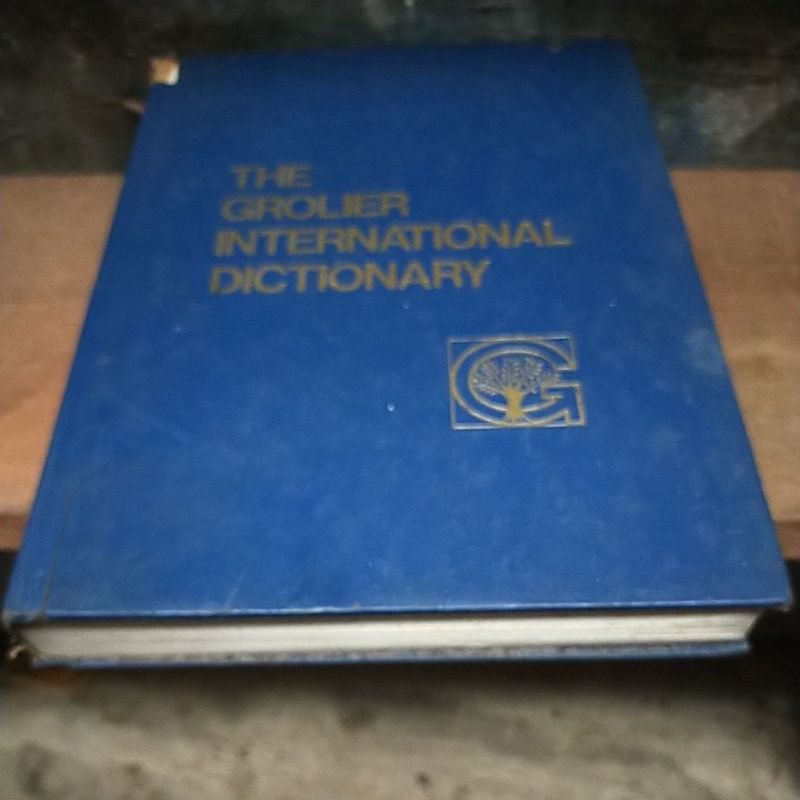 THE
GROLIER
INTERNATIONAL
DICTIONARY
G